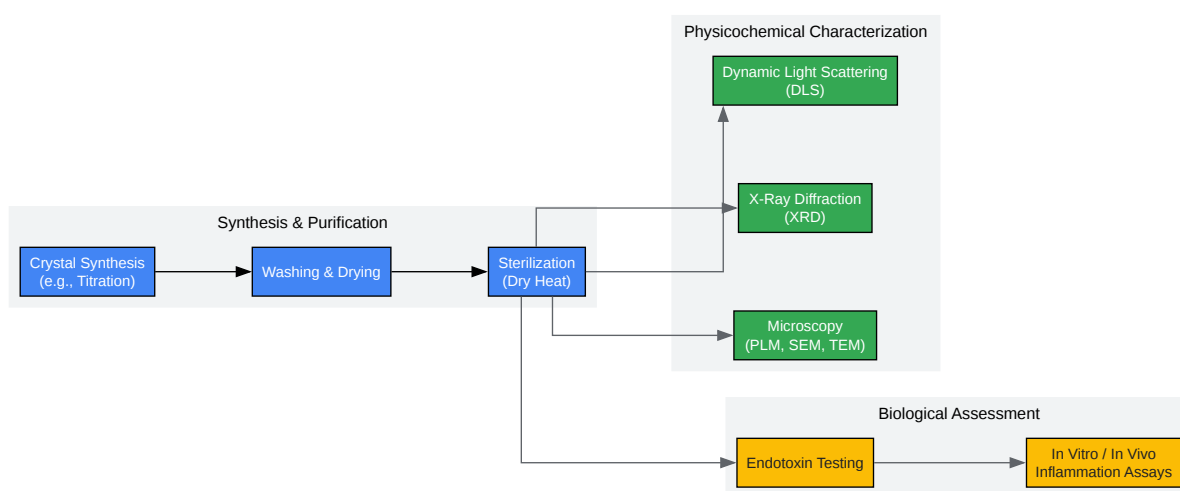 Physicochemical Characterization
Dynamic Light Scattering
(DLS)
X-Ray Diffraction
(XRD)
Synthesis & Purification
Crystal Synthesis
(e.g., Titration)
Washing & Drying
Sterilization
(Dry Heat)
Microscopy
(PLM, SEM, TEM)
Biological Assessment
Endotoxin Testing
In Vitro / In Vivo
Inflammation Assays